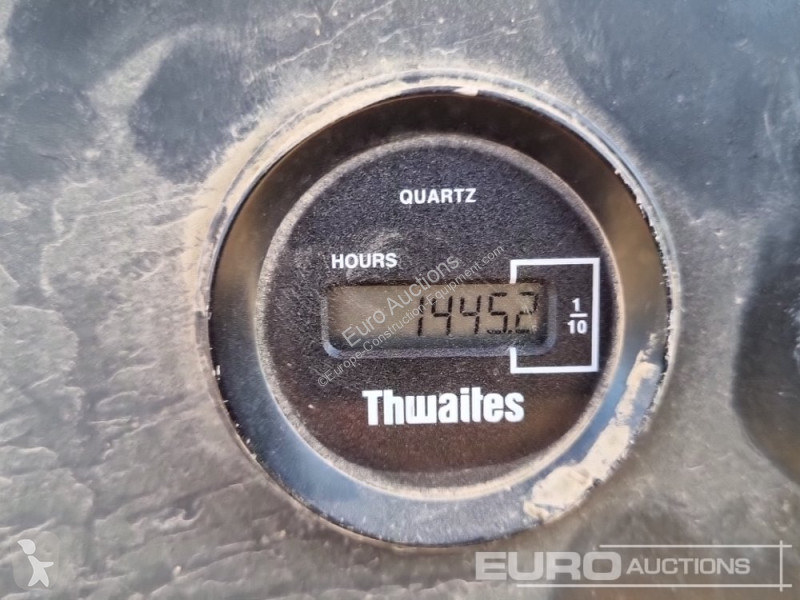 QUARTZ
HOURS
1445.2
1
10
Euro Auctions
©Europe-Construction-Equipment.com
Thwaites
EURO AUCTIONS